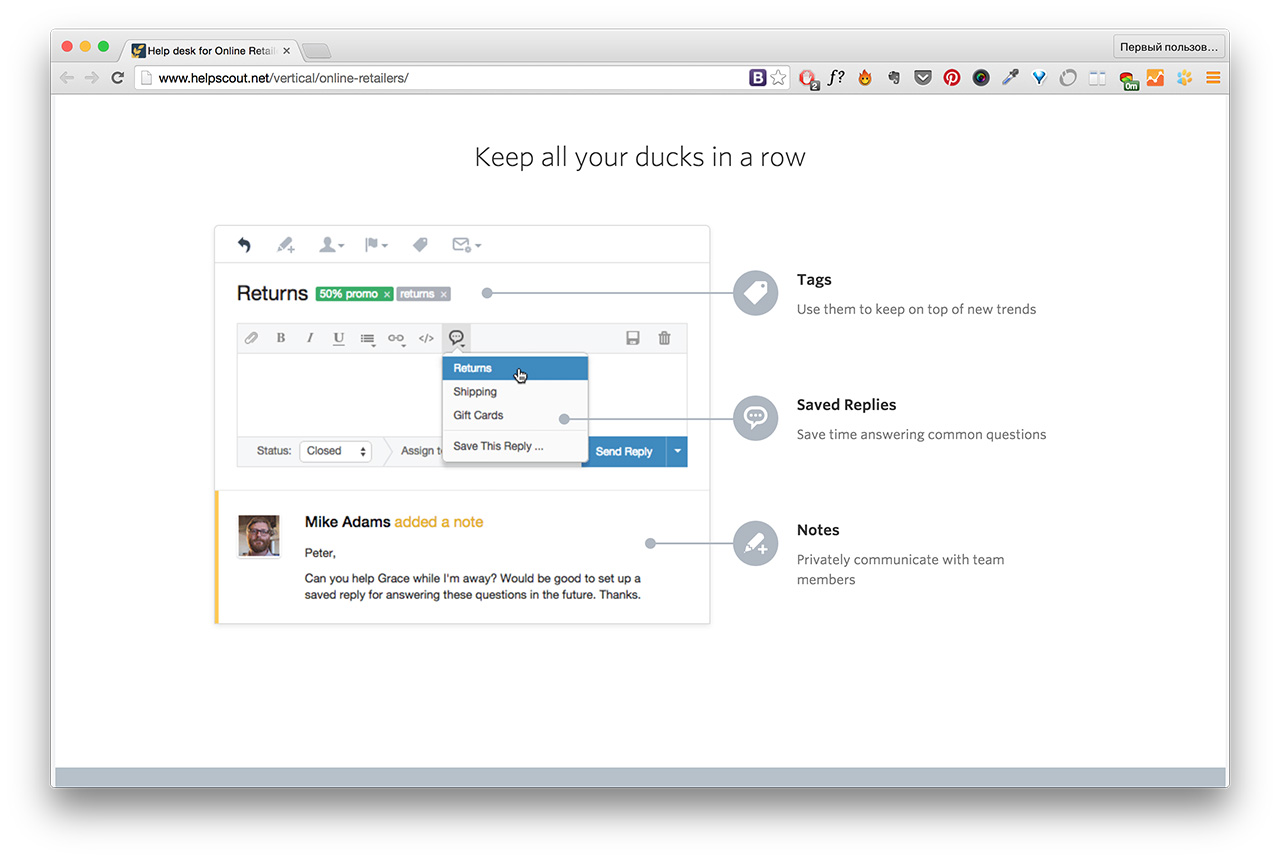 Help desk for Online Retail
Первый пользов...
www.helpscout.net/vertical/online-retailers/
B
f?
2
0m
Keep all your ducks in a row
Returns 50% promo × returns ×
B I U </>
Returns
Shipping
Gift Cards
Save This Reply ...
Status: Closed Assign to Send Reply
Mike Adams added a note
Peter,
Can you help Grace while I'm away? Would be good to set up a
saved reply for answering these questions in the future. Thanks.
Tags
Use them to keep on top of new trends
Saved Replies
Save time answering common questions
Notes
Privately communicate with team
members